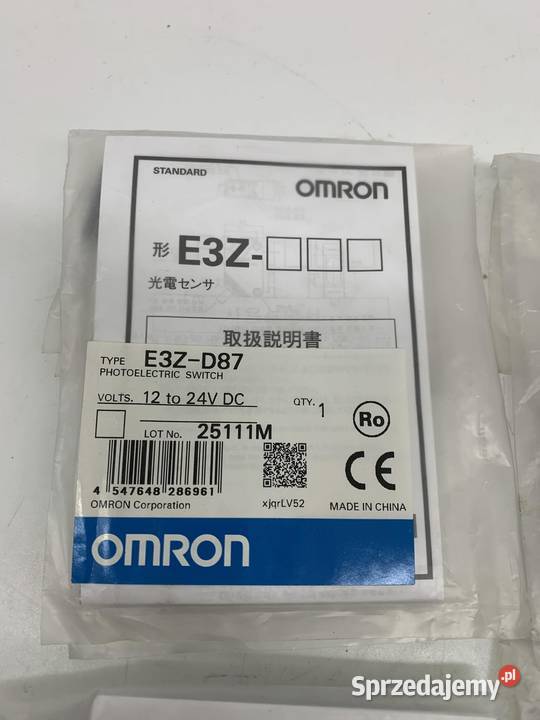 STANDARD
OMRON
形 E3Z-□□□
光電センサ
取扱説明書
TYPE E3Z-D87
PHOTOELECTRIC SWITCH
VOLTS. 12 to 24V DC
QTY. 1
LOT No. 25111M
Ro
CE
4 547648 286961
xjqrLV52
MADE IN CHINA
OMRON Corporation
OMRON
Sprzedajemy.pl